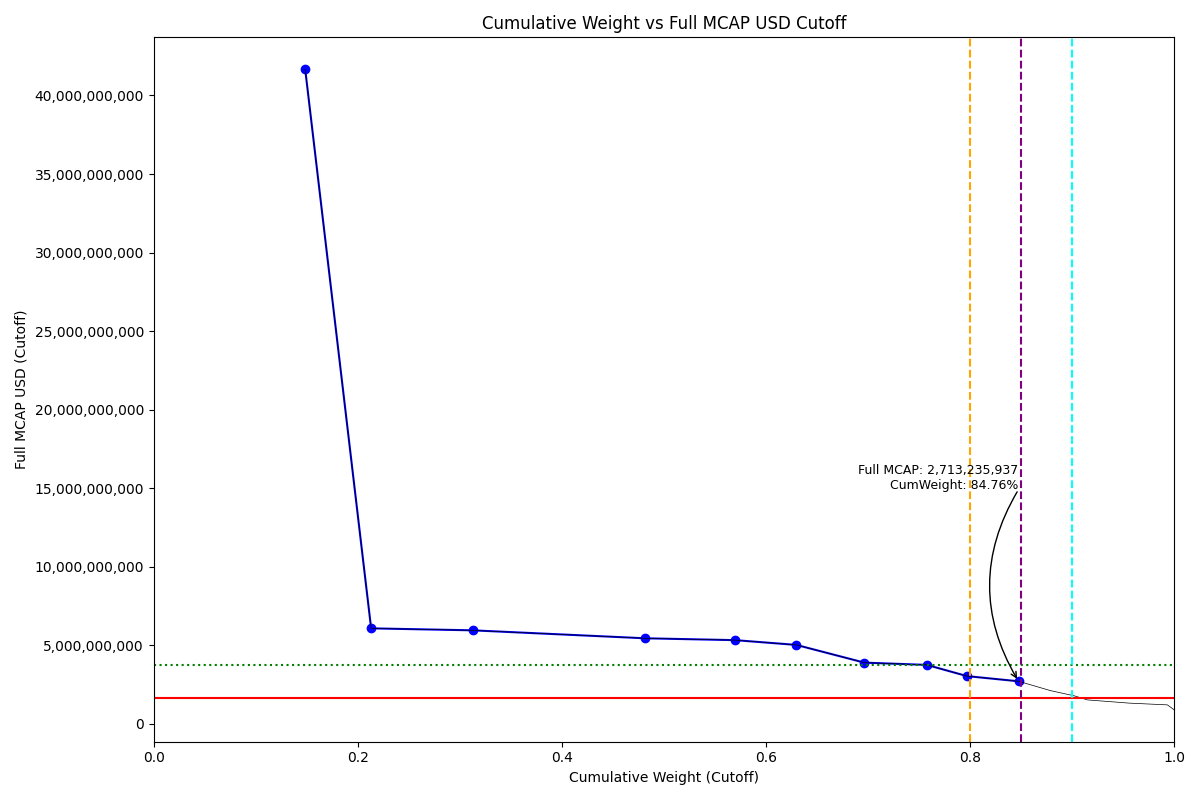 Cumulative Weight vs Full MCAP USD Cutoff
Full MCAP USD (Cutoff)
40,000,000,000
35,000,000,000
30,000,000,000
25,000,000,000
20,000,000,000
15,000,000,000
10,000,000,000
5,000,000,000
0
Full MCAP: 2,713,235,937
CumWeight: 84.76%
0.0 0.2 0.4 0.6 0.8 1.0
Cumulative Weight (Cutoff)